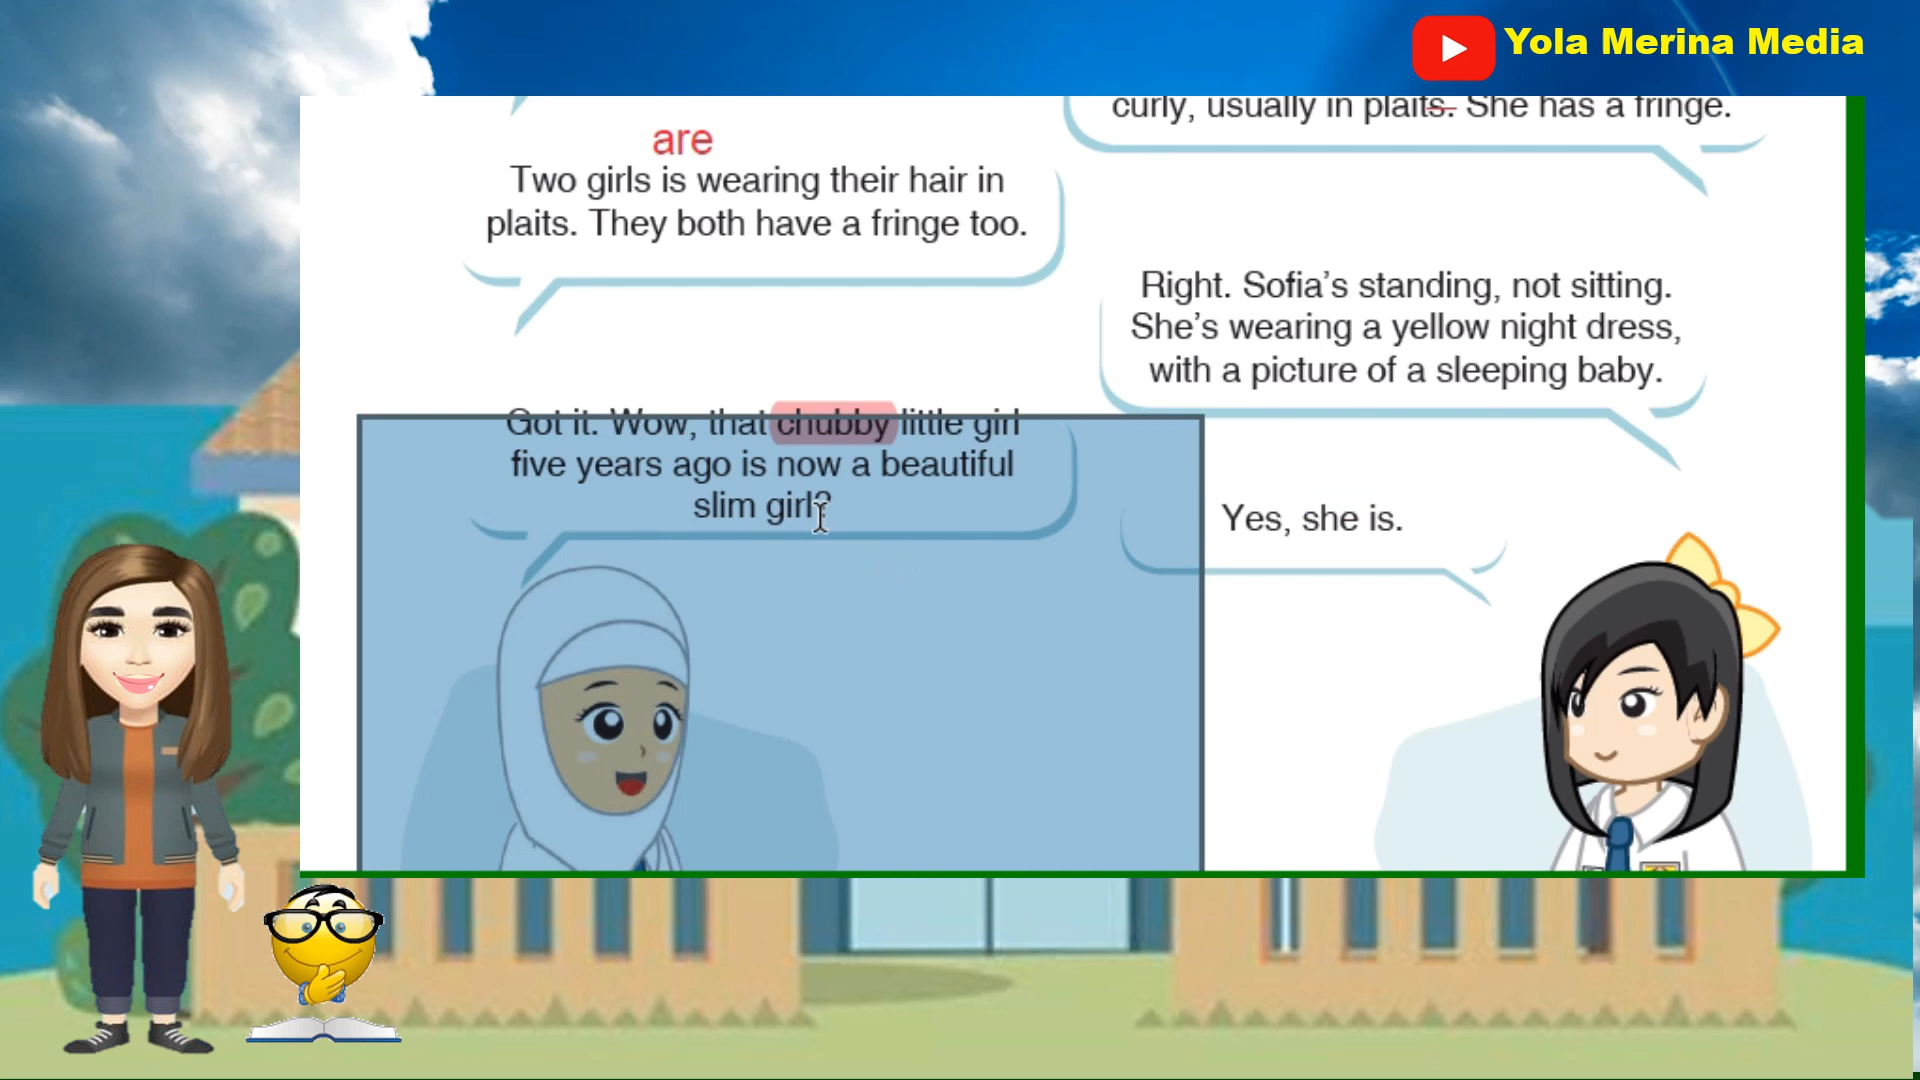 Yola Merina Media
curly, usually in plaits. She has a fringe.
are
Two girls is wearing their hair in
plaits. They both have a fringe too.
Right. Sofia's standing, not sitting.
She's wearing a yellow night dress,
with a picture of a sleeping baby.
Got it. Wow, that chubby little girl
five years ago is now a beautiful
slim girl?
Yes, she is.